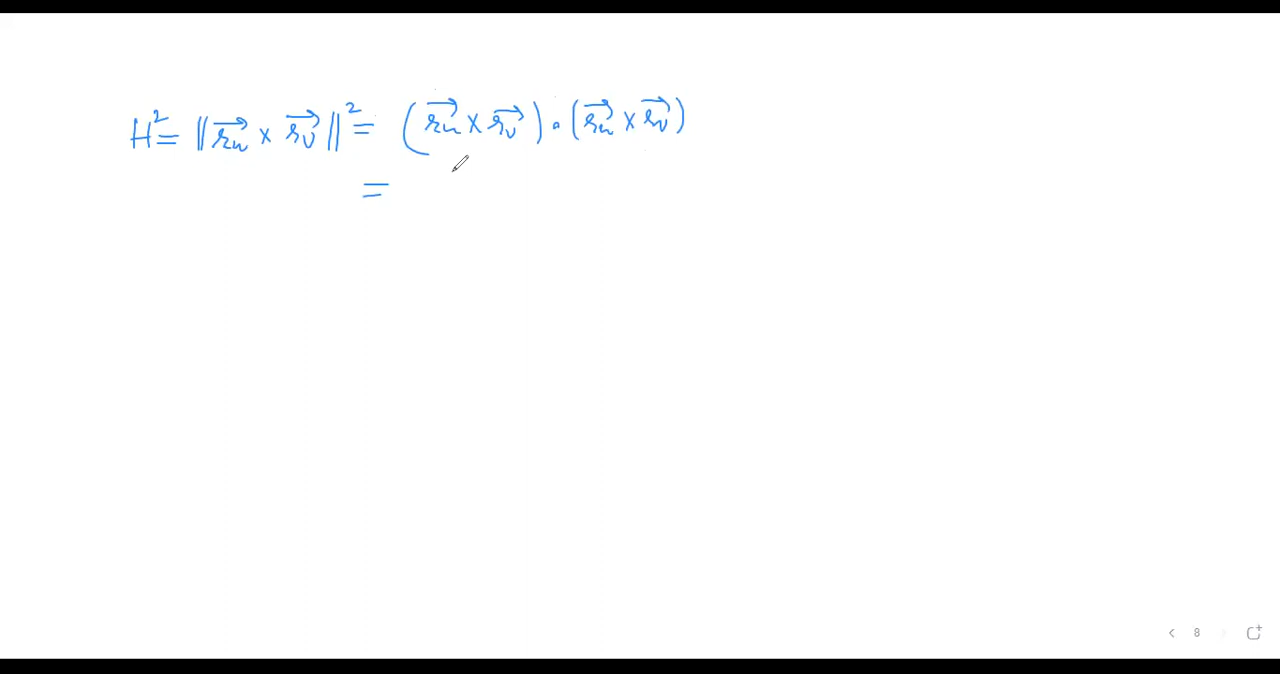 H² = ‖r⃗ᵤ × r⃗ᵥ‖² = (r⃗ᵤ × r⃗ᵥ) • (r⃗ᵤ × r⃗ᵥ)
=
< 8 >